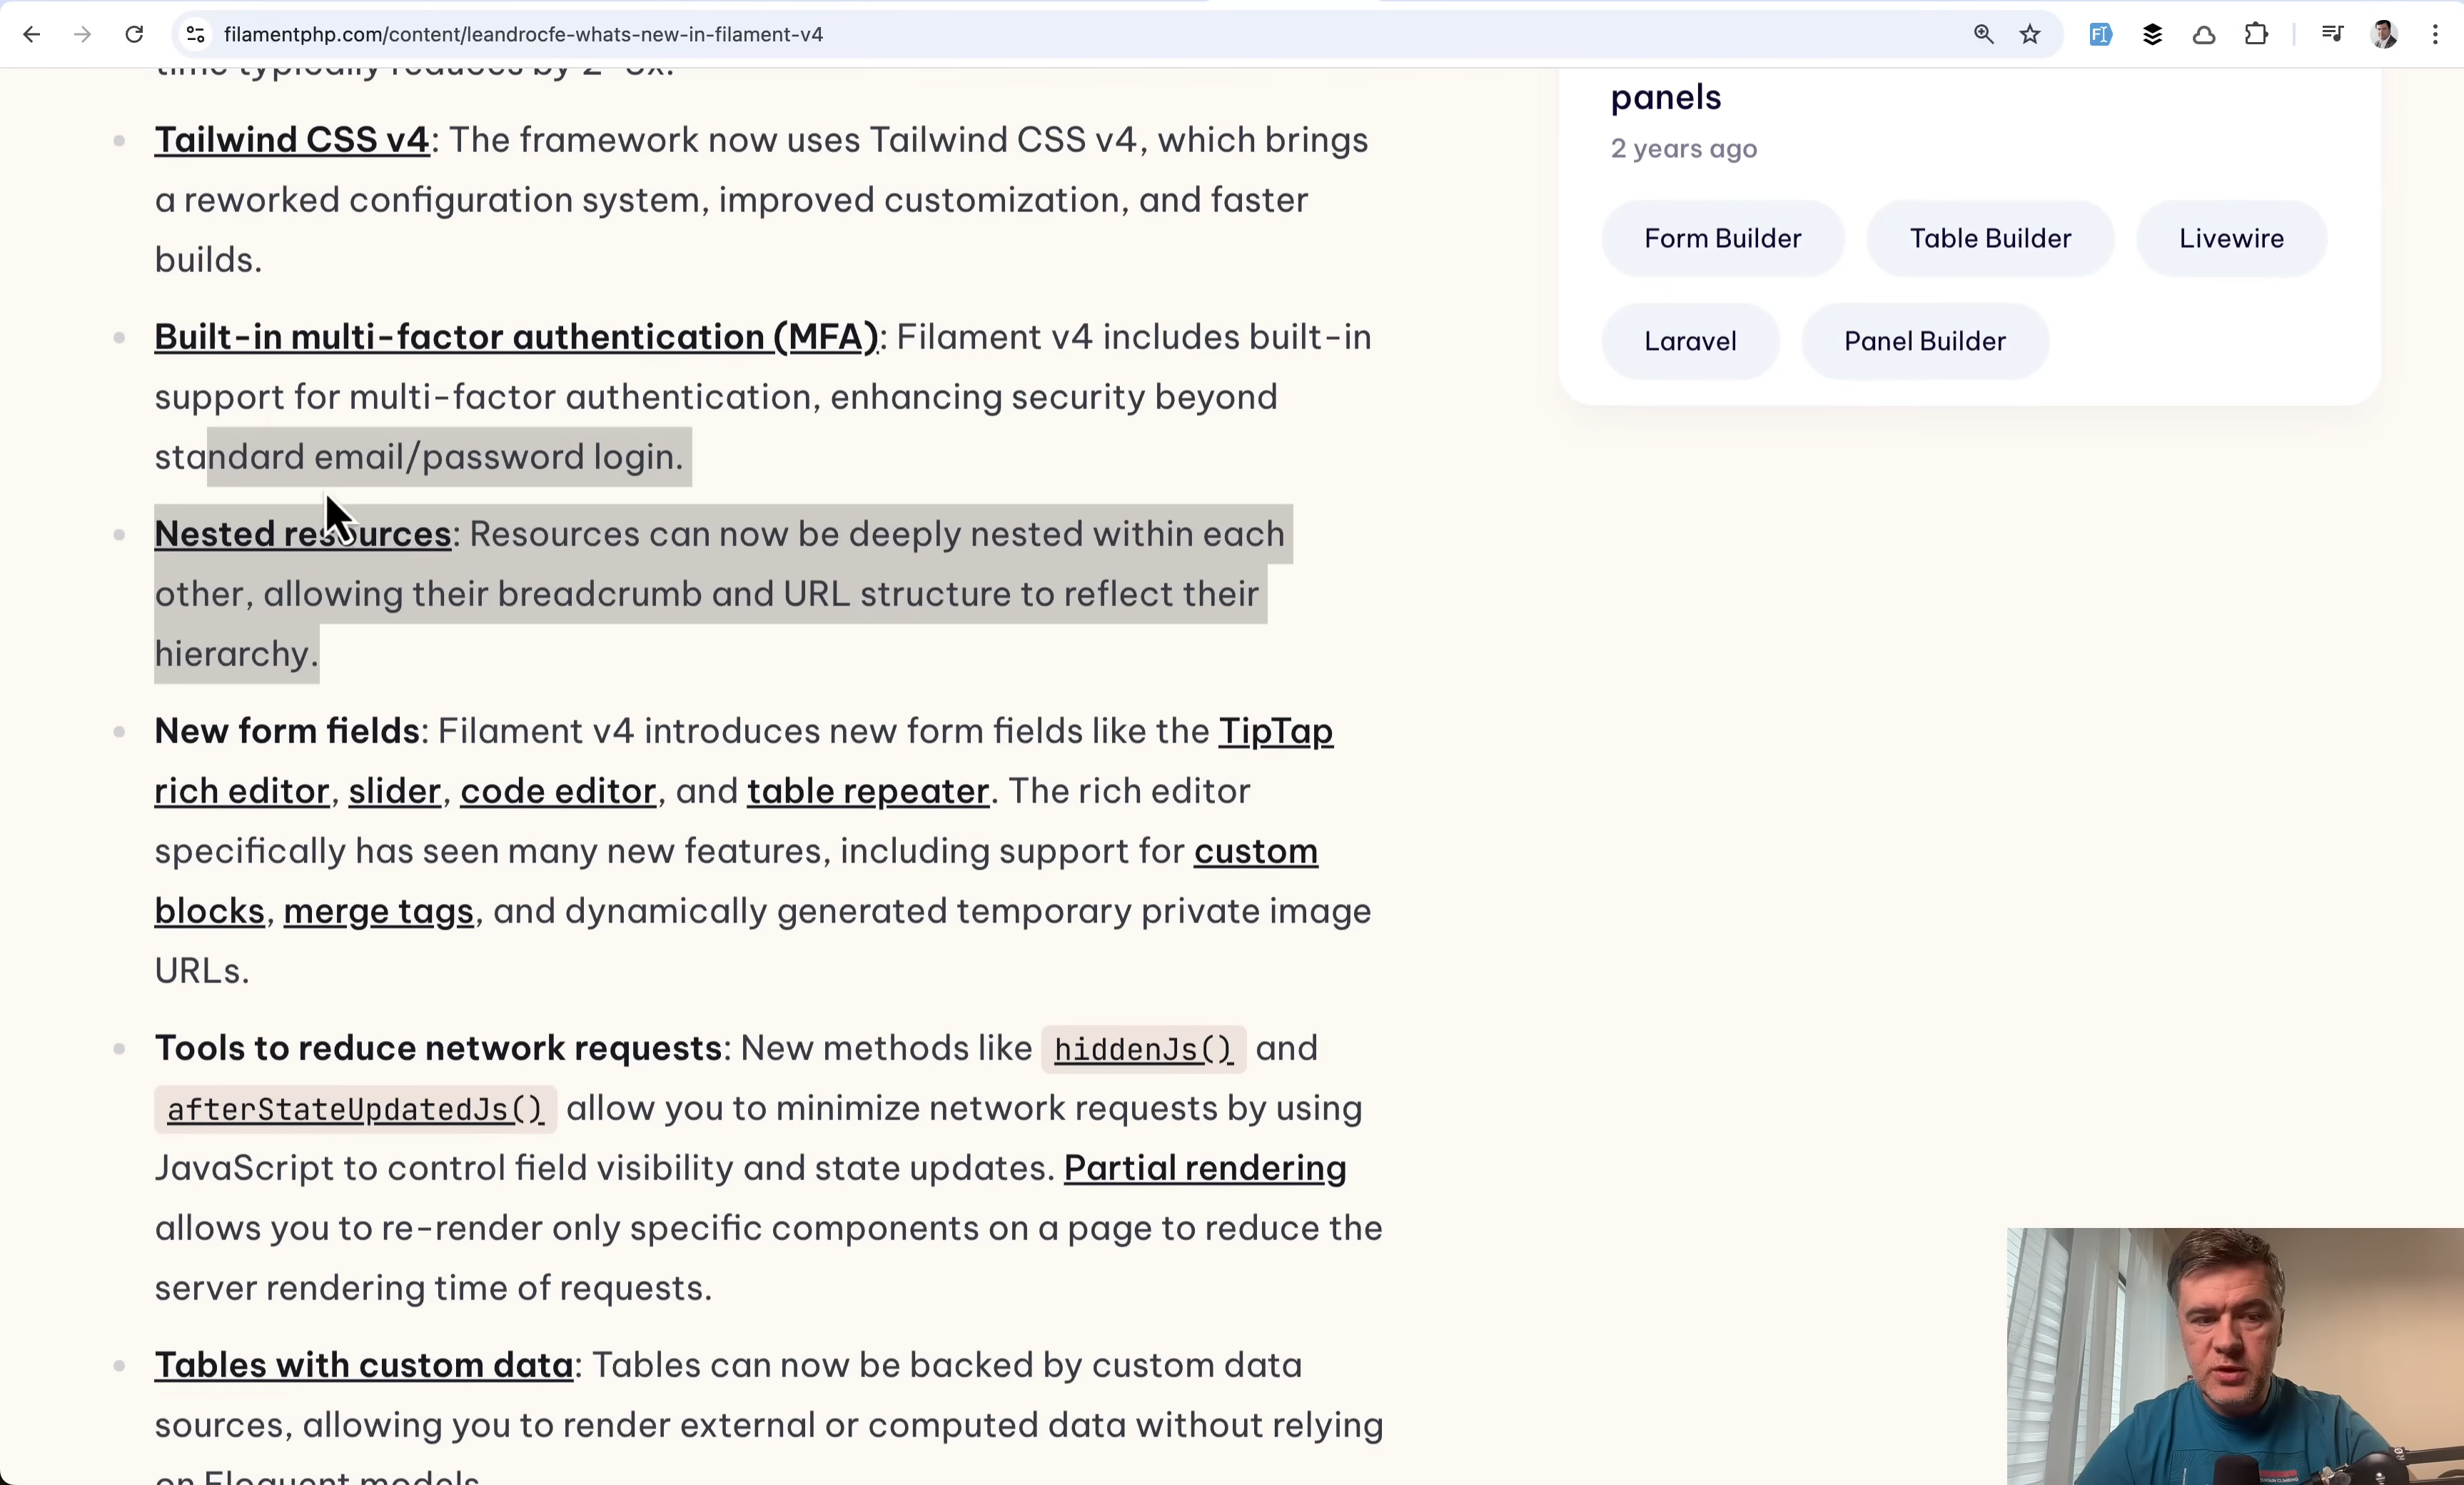 filamentphp.com/content/leandrocfe-whats-new-in-filament-v4
time typically reduces by 2-3x.
Tailwind CSS v4: The framework now uses Tailwind CSS v4, which brings
a reworked configuration system, improved customization, and faster
builds.
Built-in multi-factor authentication (MFA): Filament v4 includes built-in
support for multi-factor authentication, enhancing security beyond
standard email/password login.
Nested resources: Resources can now be deeply nested within each
other, allowing their breadcrumb and URL structure to reflect their
hierarchy.
New form fields: Filament v4 introduces new form fields like the TipTap
rich editor, slider, code editor, and table repeater. The rich editor
specifically has seen many new features, including support for custom
blocks, merge tags, and dynamically generated temporary private image
URLs.
Tools to reduce network requests: New methods like hiddenJs() and
afterStateUpdatedJs() allow you to minimize network requests by using
JavaScript to control field visibility and state updates. Partial rendering
allows you to re-render only specific components on a page to reduce the
server rendering time of requests.
Tables with custom data: Tables can now be backed by custom data
sources, allowing you to render external or computed data without relying
on Eloquent models.
panels
2 years ago
Form Builder
Table Builder
Livewire
Laravel
Panel Builder